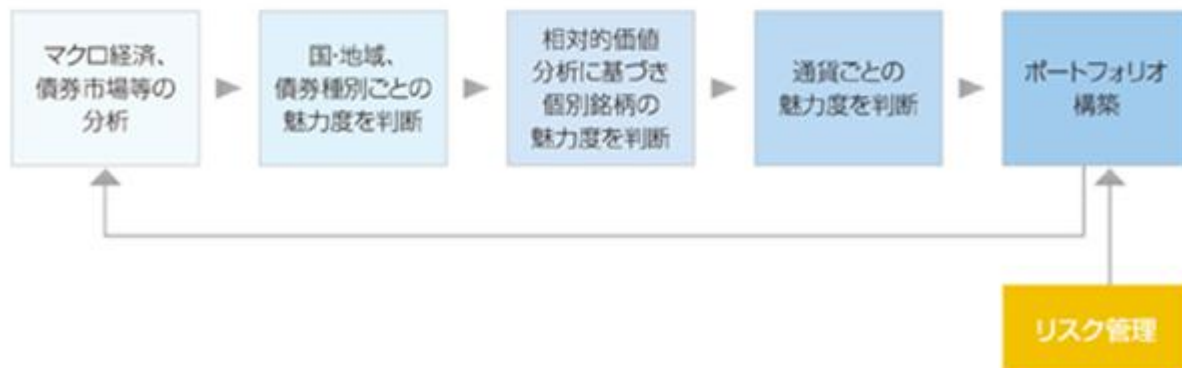 マクロ経済、
債券市場等の
分析
国・地域、
債券種別ごとの
魅力度を判断
相対的価値
分析に基づき
個別銘柄の
魅力度を判断
通貨ごとの
魅力度を判断
ポートフォリオ
構築
リスク管理